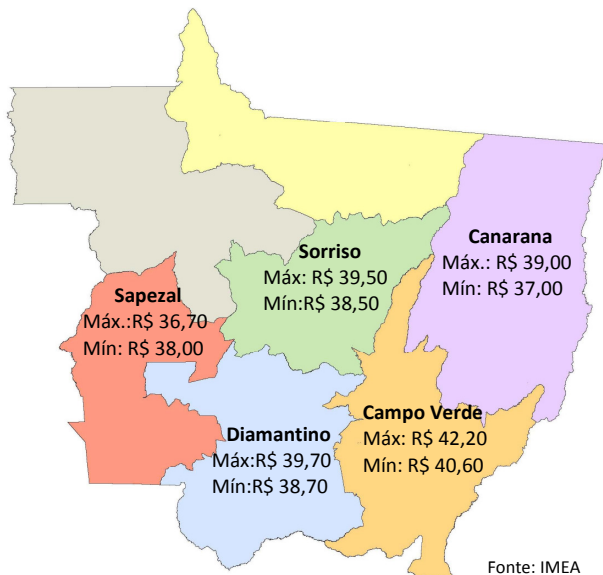 Sorriso
Máx: R$ 39,50
Mín: R$ 38,50
Canarana
Máx.: R$ 39,00
Mín: R$ 37,00
Sapezal
Máx.:R$ 36,70
Mín: R$ 38,00
Campo Verde
Máx: R$ 42,20
Mín: R$ 40,60
Diamantino
Máx:R$ 39,70
Mín:R$ 38,70
Fonte: IMEA